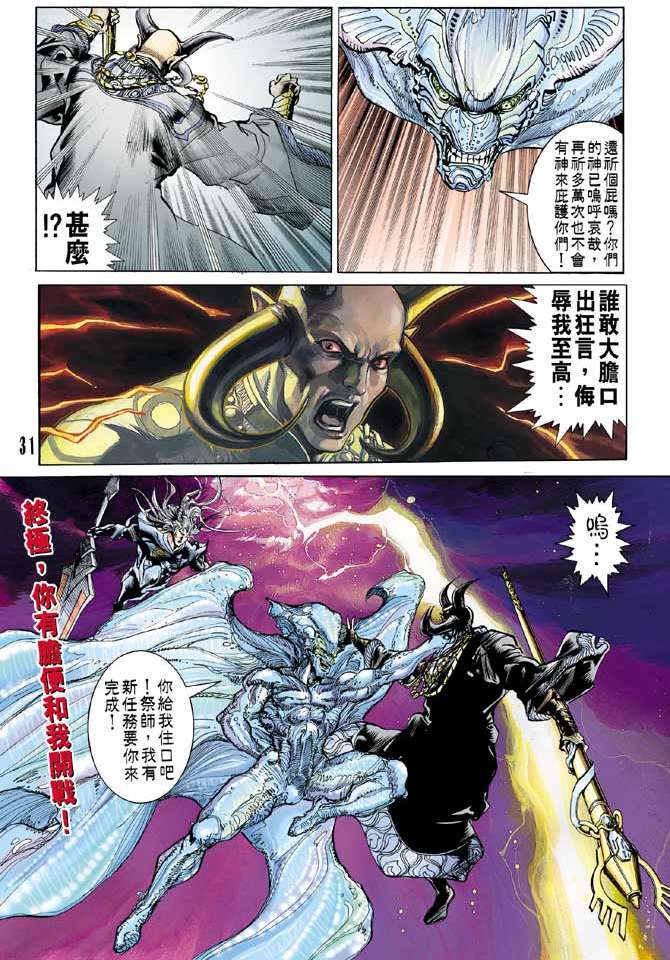 還祈個屁嗎？你們
的神已嗚呼哀哉，
再祈多萬次也不會
有神來庇護你們！
甚麼
!?
誰敢大膽口
出狂言，侮
辱我至高…
31
嗚…
你給我住口吧
！祭師，我有
新任務要你來
完成！
終極，你有膽便和我開戰！